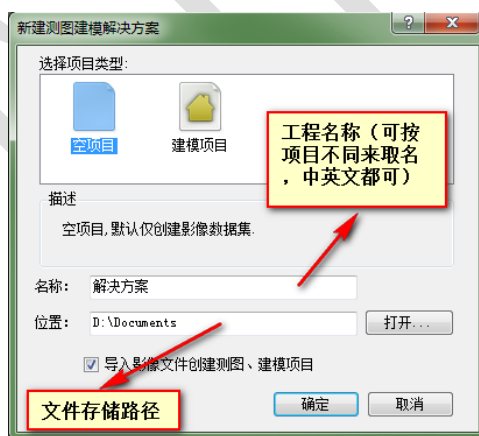 新建测图建模解决方案
选择项目类型:
空项目
建模项目
工程名称（可按
项目不同来取名
，中英文都可）
描述
空项目,默认仅创建影像数据集.
名称:
解决方案
位置:
D:\Documents
打开...
导入影像文件创建测图、建模项目
文件存储路径
确定
取消